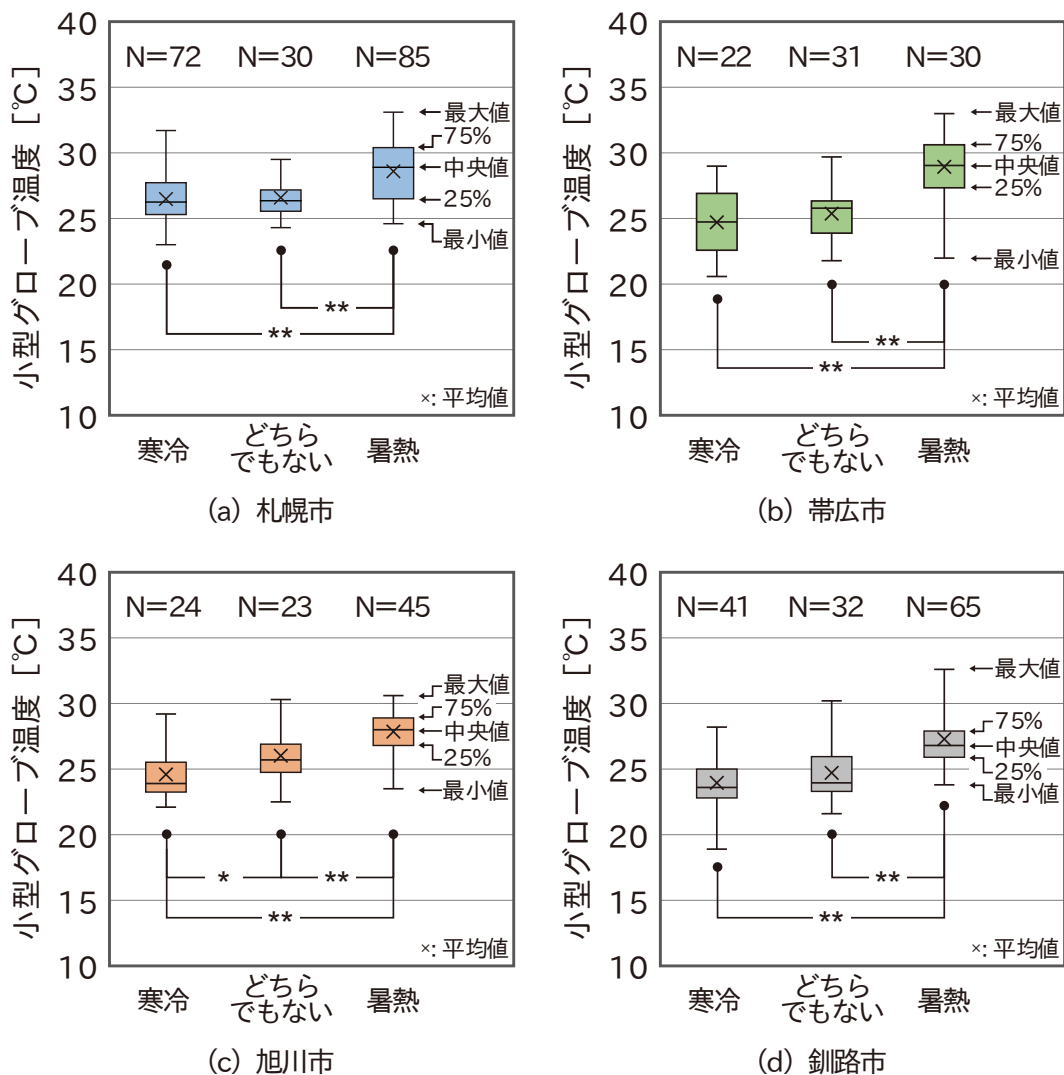 小型グローブ温度 [℃]
40
35
30
25
20
15
10
N=72 N=30 N=85
最大値
75%
中央値
25%
最小値
**
**
×: 平均値
寒冷 どちらでもない 暑熱
(a) 札幌市
小型グローブ温度 [℃]
40
35
30
25
20
15
10
N=22 N=31 N=30
最大値
75%
中央値
25%
最小値
**
**
×: 平均値
寒冷 どちらでもない 暑熱
(b) 帯広市
小型グローブ温度 [℃]
40
35
30
25
20
15
10
N=24 N=23 N=45
最大値
75%
中央値
25%
最小値
* **
**
×: 平均値
寒冷 どちらでもない 暑熱
(c) 旭川市
小型グローブ温度 [℃]
40
35
30
25
20
15
10
N=41 N=32 N=65
最大値
75%
中央値
25%
最小値
**
**
×: 平均値
寒冷 どちらでもない 暑熱
(d) 釧路市